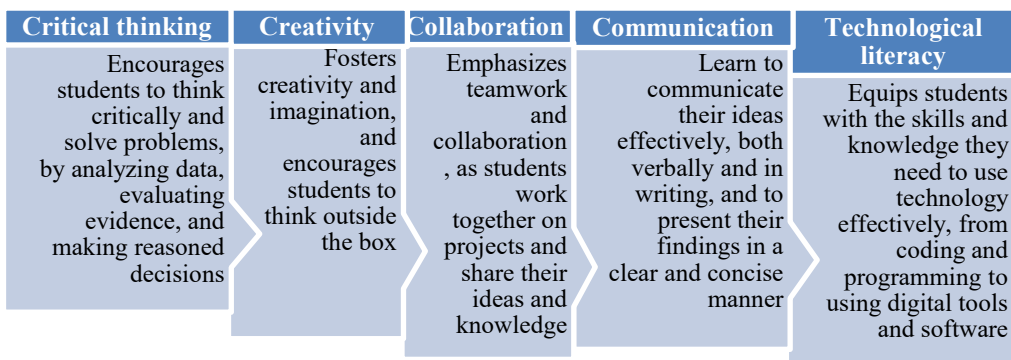 Critical thinking
Encourages
students to think
critically and
solve problems,
by analyzing data,
evaluating
evidence, and
making reasoned
decisions
Creativity
Fosters
creativity and
imagination,
and
encourages
students to
think outside
the box
Collaboration
Emphasizes
teamwork
and
collaboration
, as students
work
together on
projects and
share their
ideas and
knowledge
Communication
Learn to
communicate
their ideas
effectively, both
verbally and in
writing, and to
present their
findings in a
clear and concise
manner
Technological
literacy
Equips students
with the skills and
knowledge they
need to use
technology
effectively, from
coding and
programming to
using digital tools
and software